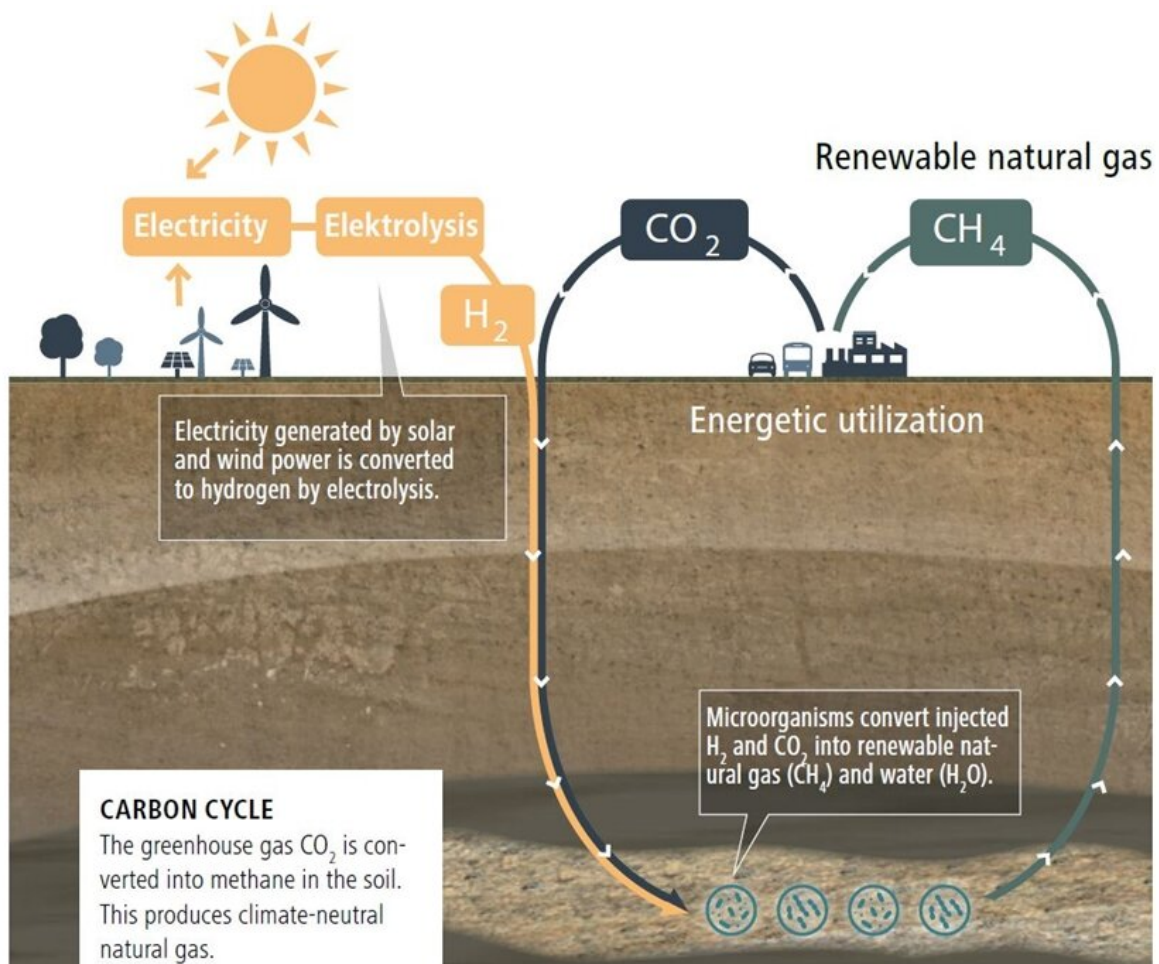 Renewable natural gas
Electricity
Elektrolysis
H₂
CO₂
CH₄
Energetic utilization
Electricity generated by solar
and wind power is converted
to hydrogen by electrolysis.
Microorganisms convert injected
H₂ and CO₂ into renewable nat-
ural gas (CH₄) and water (H₂O).
CARBON CYCLE
The greenhouse gas CO₂ is con-
verted into methane in the soil.
This produces climate-neutral
natural gas.